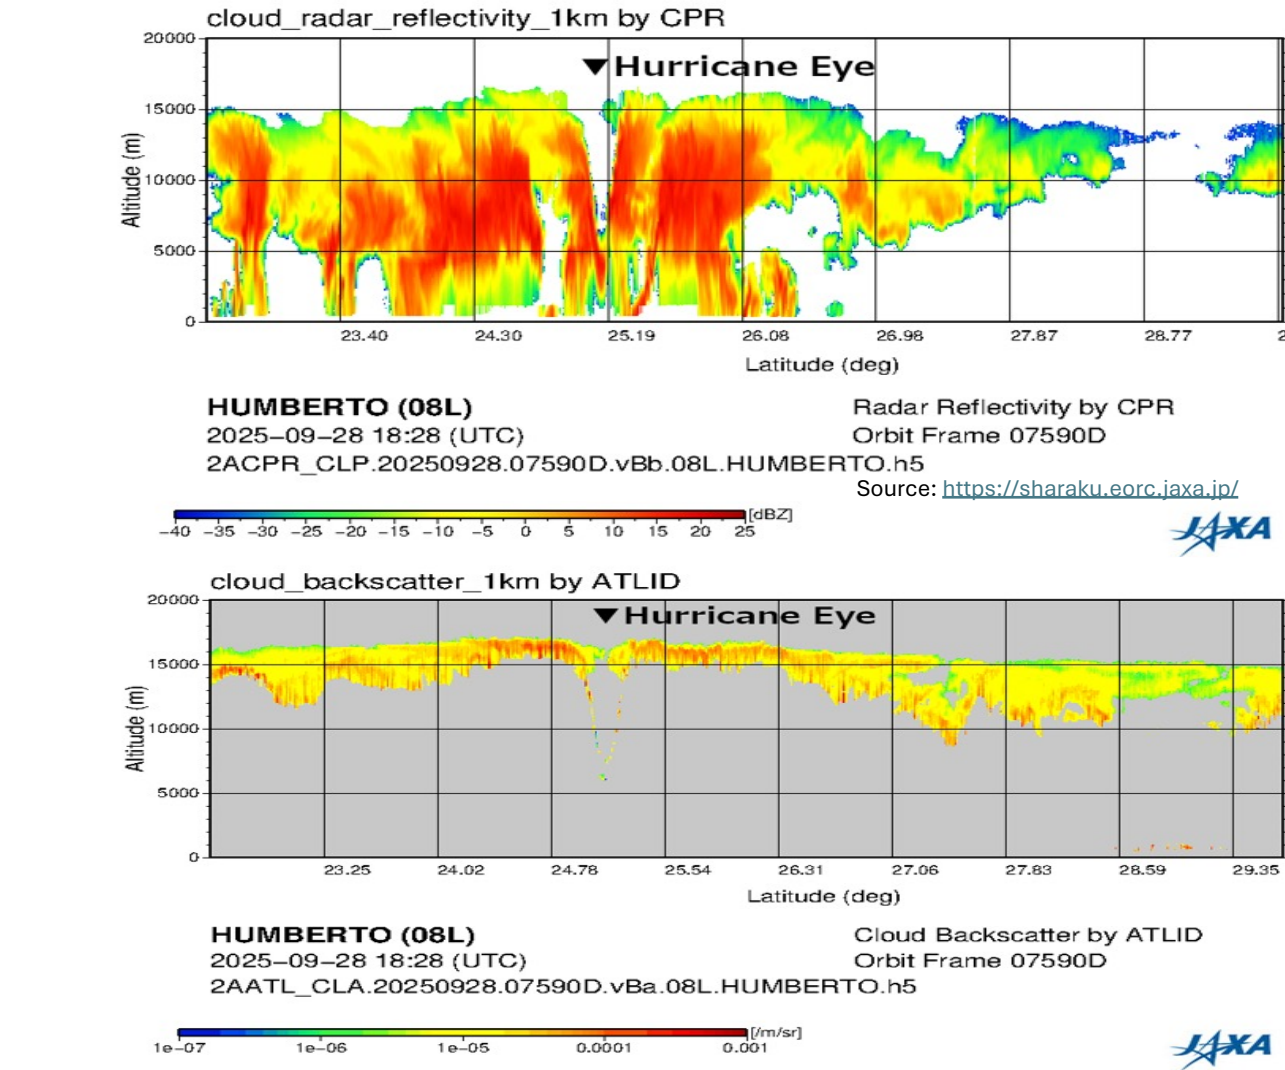 cloud_radar_reflectivity_1km by CPR
20000
▼Hurricane Eye
15000
Altitude (m)
10000
5000
0
23.40 24.30 25.19 26.08 26.98 27.87 28.77 2
Latitude (deg)
HUMBERTO (08L)
Radar Reflectivity by CPR
2025-09-28 18:28 (UTC)
Orbit Frame 07590D
2ACPR_CLP.20250928.07590D.vBb.08L.HUMBERTO.h5
Source: https://sharaku.eorc.jaxa.jp/
[dBZ]
-40 -35 -30 -25 -20 -15 -10 -5 0 5 10 15 20 25
JAXA
cloud_backscatter_1km by ATLID
20000
▼Hurricane Eye
15000
Altitude (m)
10000
5000
0
23.25 24.02 24.78 25.54 26.31 27.06 27.83 28.59 29.35
Latitude (deg)
HUMBERTO (08L)
Cloud Backscatter by ATLID
2025-09-28 18:28 (UTC)
Orbit Frame 07590D
2AATL_CLA.20250928.07590D.vBa.08L.HUMBERTO.h5
[/m/sr]
1e-07 1e-06 1e-05 0.0001 0.001
JAXA